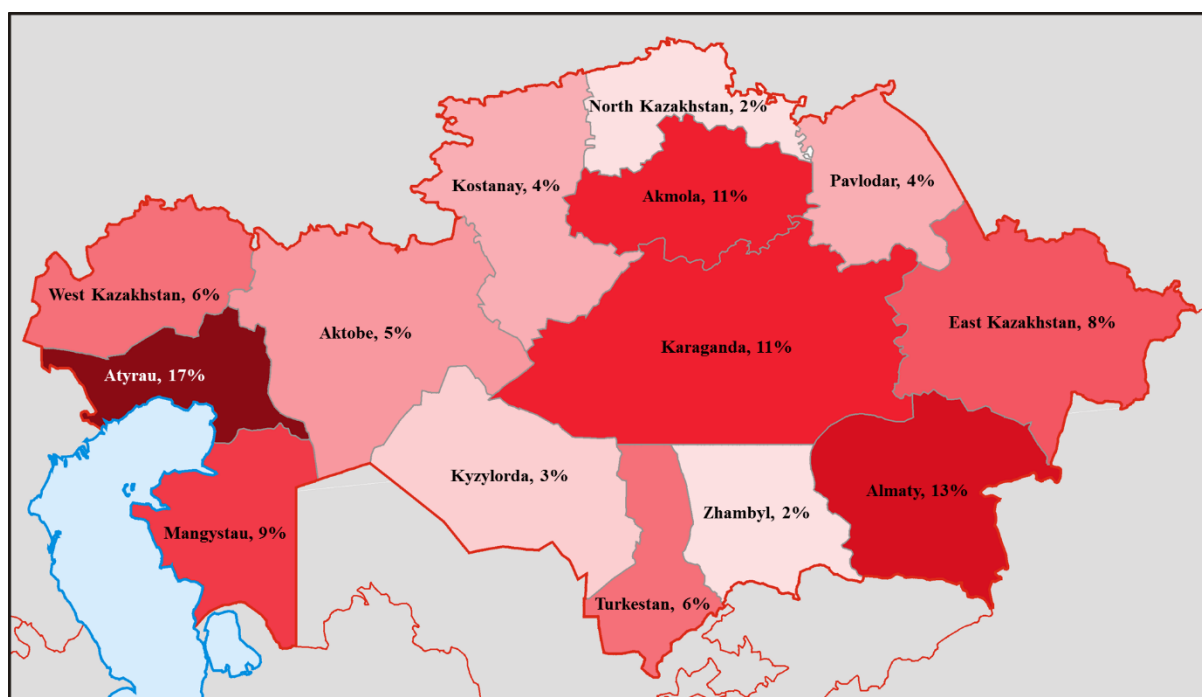 North Kazakhstan, 2%
Kostanay, 4%
Akmola, 11%
Pavlodar, 4%
West Kazakhstan, 6%
Aktobe, 5%
East Kazakhstan, 8%
Karaganda, 11%
Atyrau, 17%
Kyzylorda, 3%
Almaty, 13%
Zhambyl, 2%
Mangystau, 9%
Turkestan, 6%